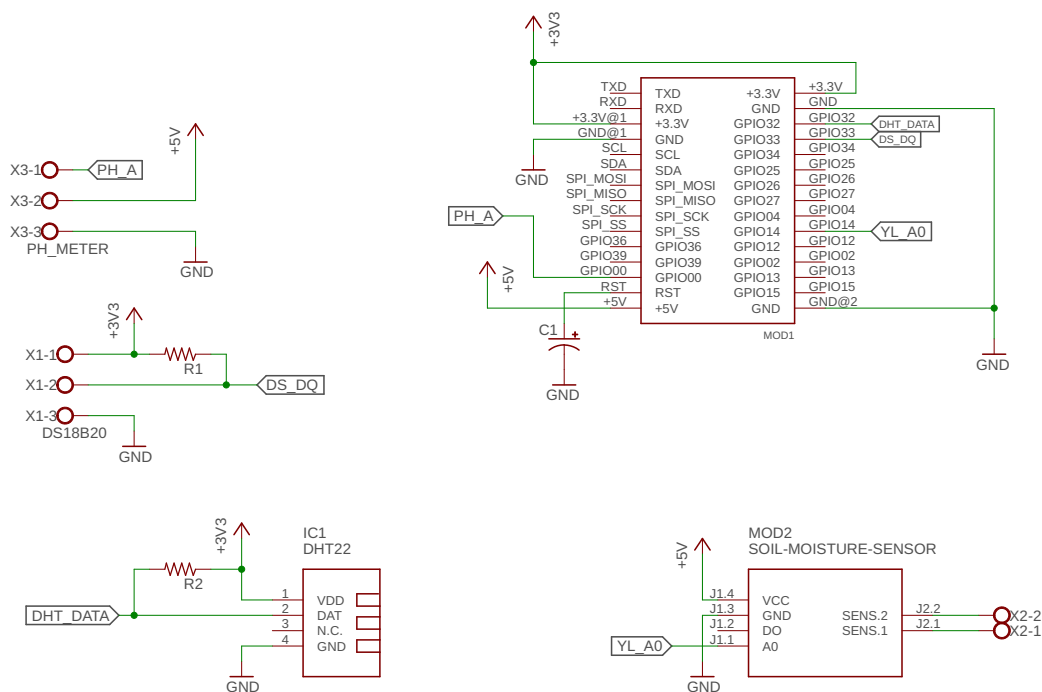 +3V3
TXD TXD +3.3V +3.3V
RXD RXD GND GND
+3.3V@1 +3.3V GPIO32 GPIO32 DHT_DATA
GND@1 GND GPIO33 GPIO33 DS_DQ
SCL SCL GPIO34 GPIO34
SDA SDA GPIO25 GPIO25
SPI_MOSI SPI_MOSI GPIO26 GPIO26
SPI_MISO SPI_MISO GPIO27 GPIO27
SPI_SCK SPI_SCK GPIO04 GPIO04
SPI_SS SPI_SS GPIO14 GPIO14 YL_A0
GPIO36 GPIO36 GPIO12 GPIO12
GPIO39 GPIO39 GPIO02 GPIO02
GPIO00 GPIO00 GPIO13 GPIO13
RST RST GPIO15 GPIO15
+5V +5V GND GND@2
MOD1
GND
PH_A
+5V
C1
GND
GND
+5V
X3-1 PH_A
X3-2
X3-3
PH_METER
GND
+3V3
X1-1
R1
X1-2 DS_DQ
X1-3
DS18B20
GND
+3V3
IC1
DHT22
R2
1 VDD
DHT_DATA 2 DAT
3 N.C.
4 GND
GND
+5V
MOD2
SOIL-MOISTURE-SENSOR
J1.4 VCC
J1.3 GND SENS.2 J2.2 X2-2
J1.2 DO SENS.1 J2.1 X2-1
YL_A0 J1.1 A0
GND